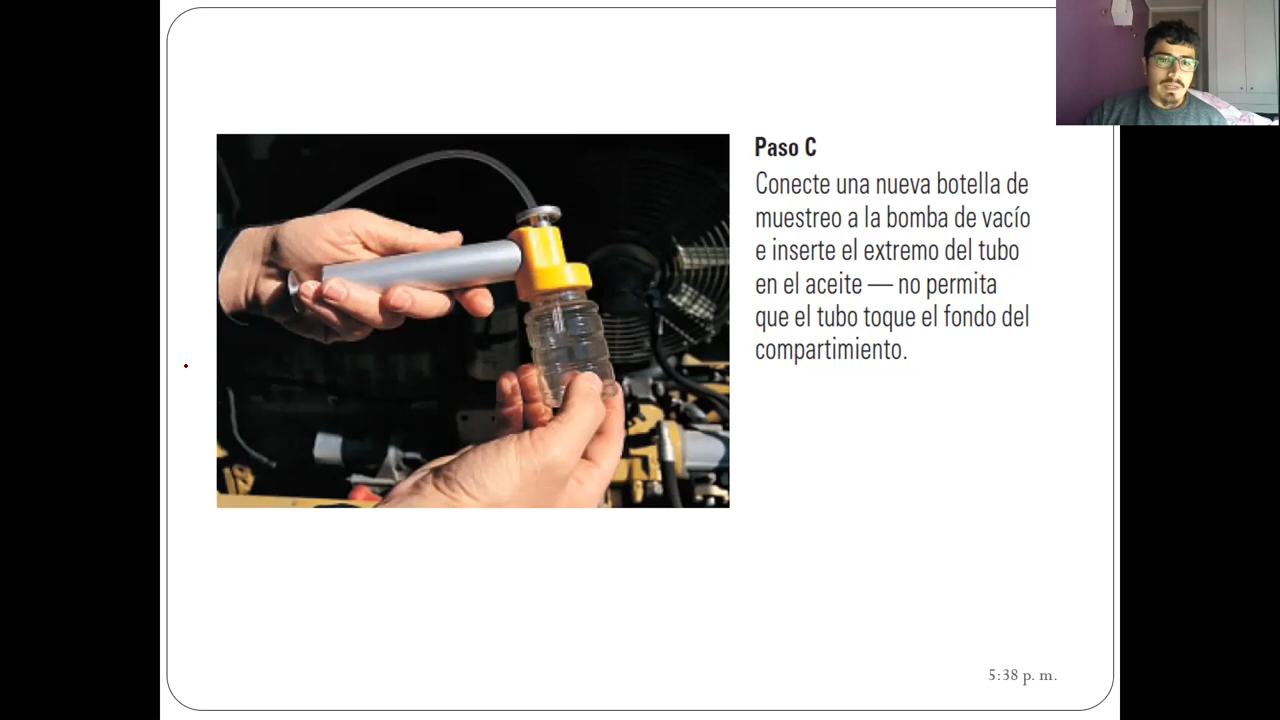 Paso C
Conecte una nueva botella de
muestreo a la bomba de vacío
e inserte el extremo del tubo
en el aceite — no permita
que el tubo toque el fondo del
compartimiento.
5:38 p. m.